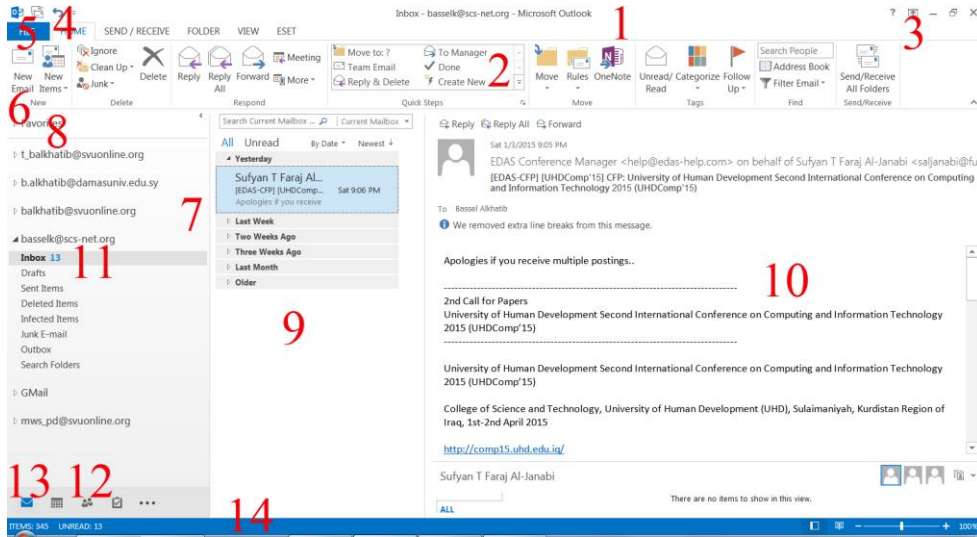 Inbox - basselk@scs-net.org - Microsoft Outlook
1
3
4
5
FILE HOME SEND / RECEIVE FOLDER VIEW ESET
New Email
New Items
Ignore
Clean Up
Junk
Delete
Reply
Reply All
Forward
Meeting
More
Move to: ?
Team Email
Reply & Delete
To Manager
Done
Create New
2
Move
Rules
OneNote
Unread/ Read
Categorize
Follow Up
Search People
Address Book
Filter Email
Send/Receive All Folders
New
Delete
Respond
Quick Steps
Move
Tags
Find
Send/Receive
6
8
Favorites
t_balkhatib@svuonline.org
b.alkhatib@damasuniv.edu.sy
balkhatib@svuonline.org
7
basselk@scs-net.org
Inbox 13
11
Drafts
Sent Items
Deleted Items
Infected Items
Junk E-mail
Outbox
Search Folders
GMail
mws_pd@svuonline.org
13
12
Search Current Mailbox ... Current Mailbox
All Unread By Date Newest
Yesterday
Sufyan T Faraj Al...
[EDAS-CFP] [UHDComp... Sat 9:06 PM
Apologies if you receive
Last Week
Two Weeks Ago
Three Weeks Ago
Last Month
Older
9
Reply Reply All Forward
Sat 1/3/2015 9:05 PM
EDAS Conference Manager <help@edas-help.com> on behalf of Sufyan T Faraj Al-Janabi <saljanabi@fu
[EDAS-CFP] [UHDComp'15] CFP: University of Human Development Second International Conference on Computing
and Information Technology 2015 (UHDComp'15)
To Bassel Alkhatib
We removed extra line breaks from this message.
Apologies if you receive multiple postings..
10
--------------------------------------------------------------------------
2nd Call for Papers
University of Human Development Second International Conference on Computing and Information Technology
2015 (UHDComp'15)
--------------------------------------------------------------------------
University of Human Development Second International Conference on Computing and Information Technology
2015 (UHDComp'15)
College of Science and Technology, University of Human Development (UHD), Sulaimaniyah, Kurdistan Region of
Iraq, 1st-2nd April 2015
http://comp15.uhd.edu.iq/
Sufyan T Faraj Al-Janabi
There are no items to show in this view.
ALL
14
ITEMS: 345 UNREAD: 13
100%